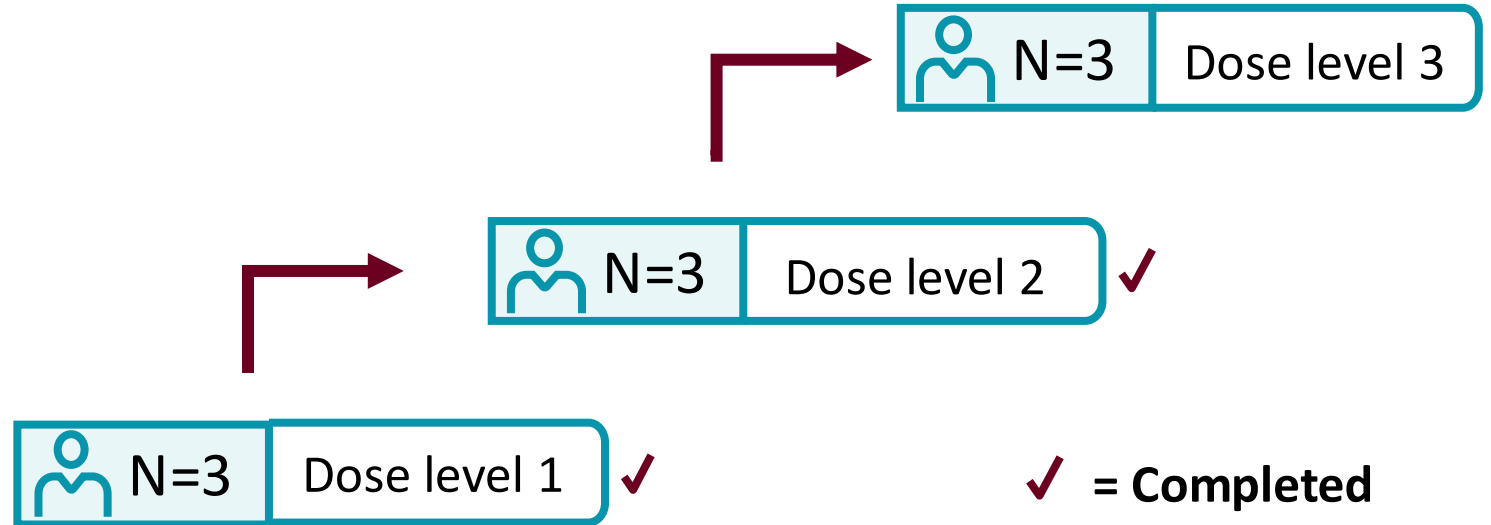 N=3 Dose level 3
N=3 Dose level 2 ✓
N=3 Dose level 1 ✓
✓ = Completed